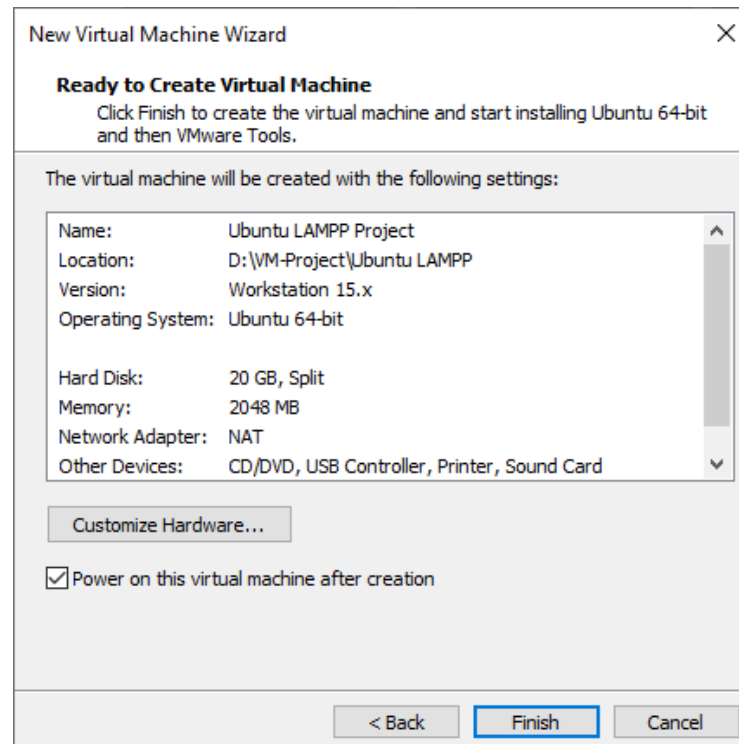 New Virtual Machine Wizard
Ready to Create Virtual Machine
Click Finish to create the virtual machine and start installing Ubuntu 64-bit
and then VMware Tools.
The virtual machine will be created with the following settings:
Name: Ubuntu LAMPP Project
Location: D:\VM-Project\Ubuntu LAMPP
Version: Workstation 15.x
Operating System: Ubuntu 64-bit
Hard Disk: 20 GB, Split
Memory: 2048 MB
Network Adapter: NAT
Other Devices: CD/DVD, USB Controller, Printer, Sound Card
Customize Hardware...
Power on this virtual machine after creation
< Back Finish Cancel